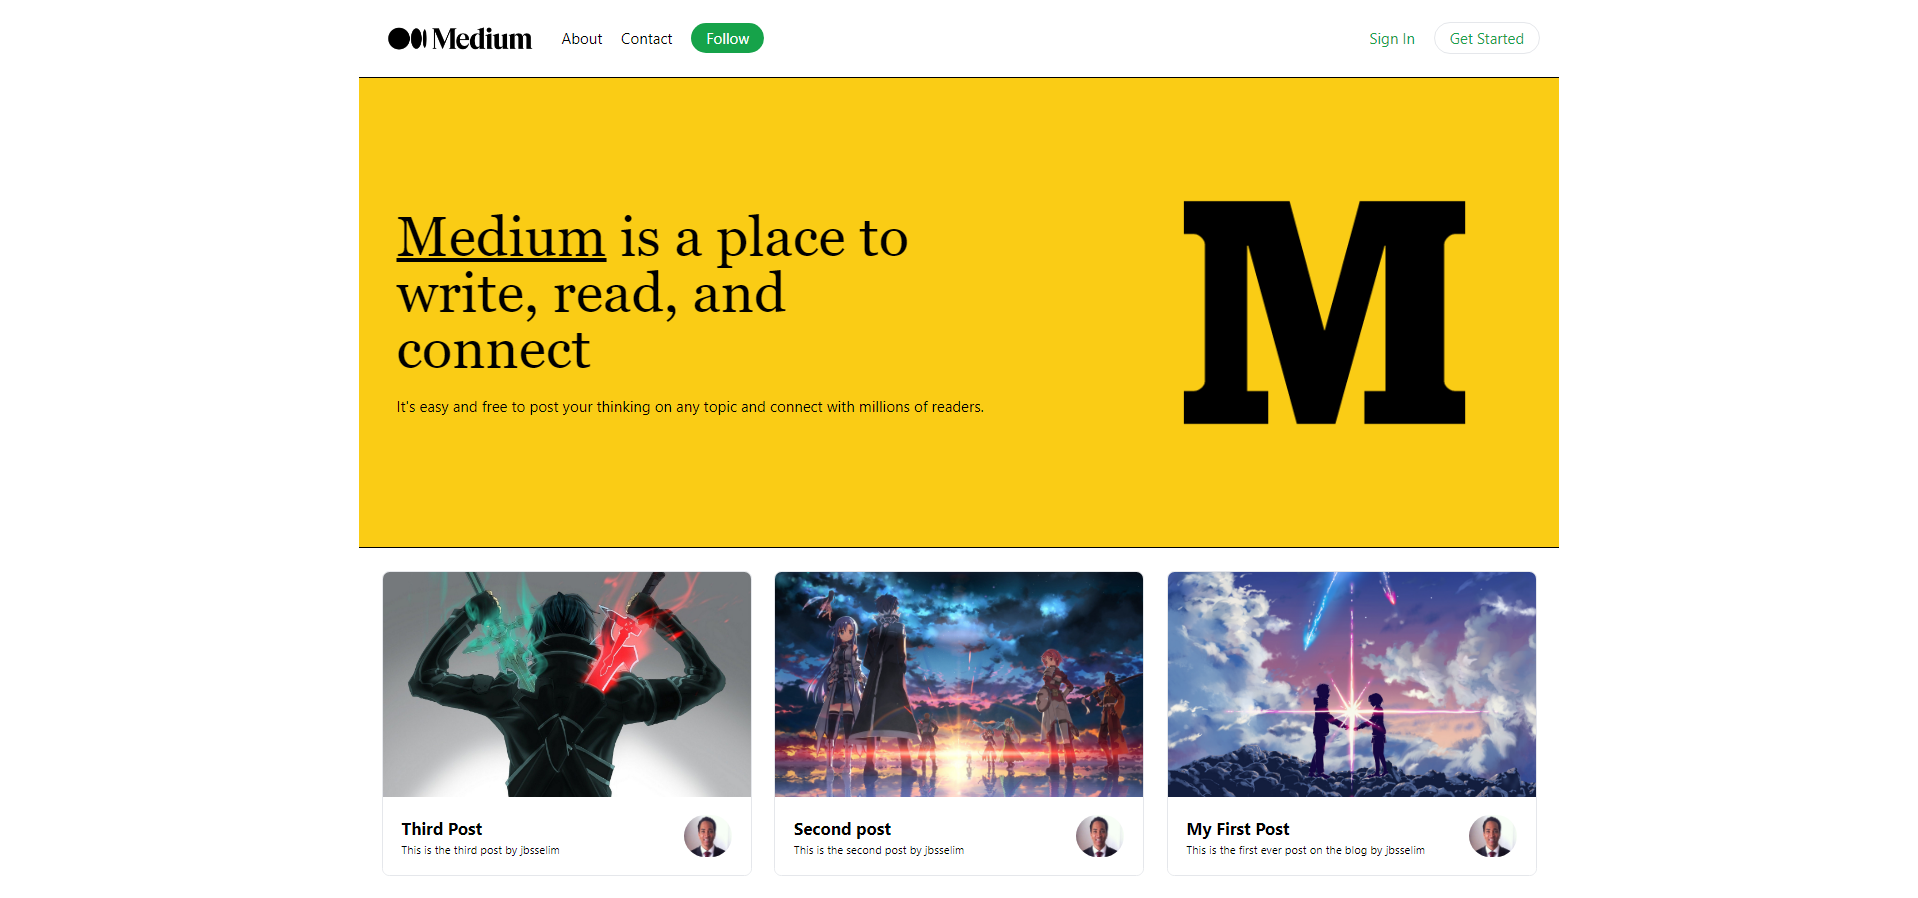 Medium About Contact Follow Sign In Get Started
Medium is a place to
write, read, and
connect
It's easy and free to post your thinking on any topic and connect with millions of readers.
M
Third Post
This is the third post by jbsselim
Second post
This is the second post by jbsselim
My First Post
This is the first ever post on the blog by jbsselim